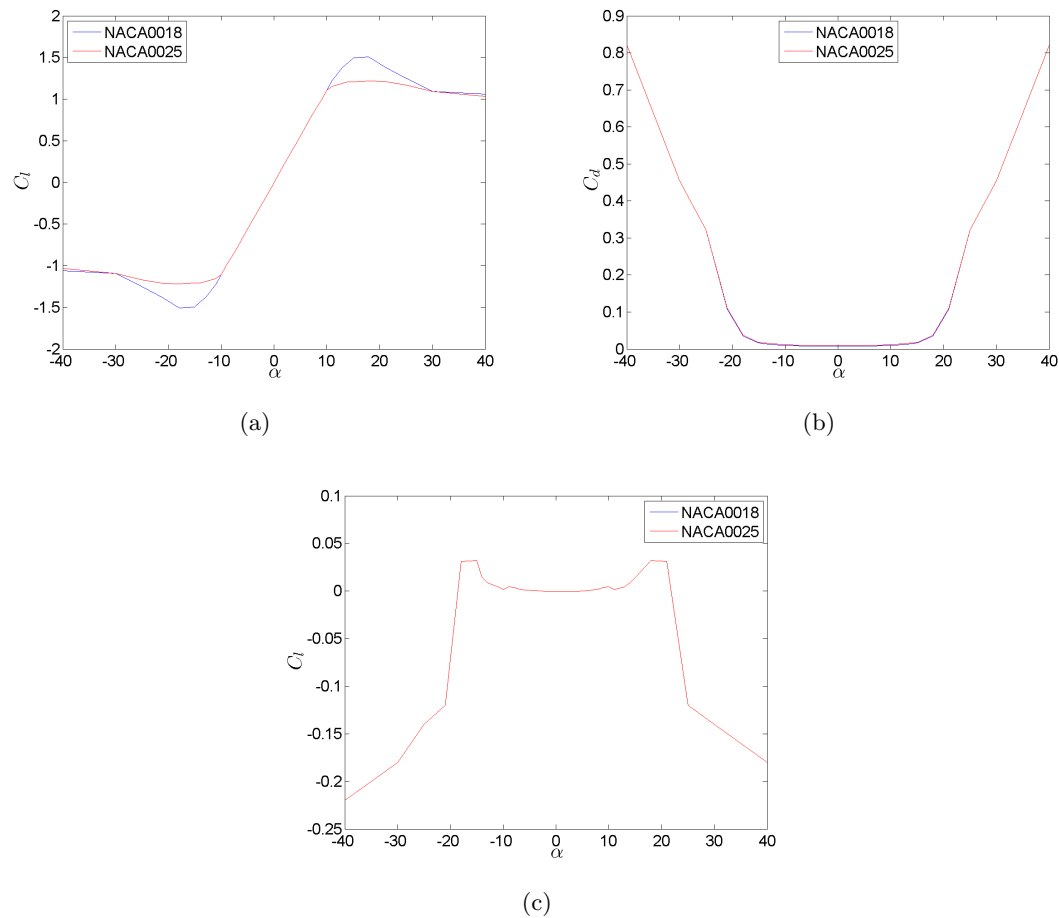 2
1.5
1
0.5
0
-0.5
-1
-1.5
-2
C_l
NACA0018
NACA0025
-40 -30 -20 -10 0 10 20 30 40
α
(a)
0.9
0.8
0.7
0.6
0.5
0.4
0.3
0.2
0.1
0
C_d
NACA0018
NACA0025
-40 -30 -20 -10 0 10 20 30 40
α
(b)
0.1
0.05
0
-0.05
-0.1
-0.15
-0.2
-0.25
C_l
NACA0018
NACA0025
-40 -30 -20 -10 0 10 20 30 40
α
(c)